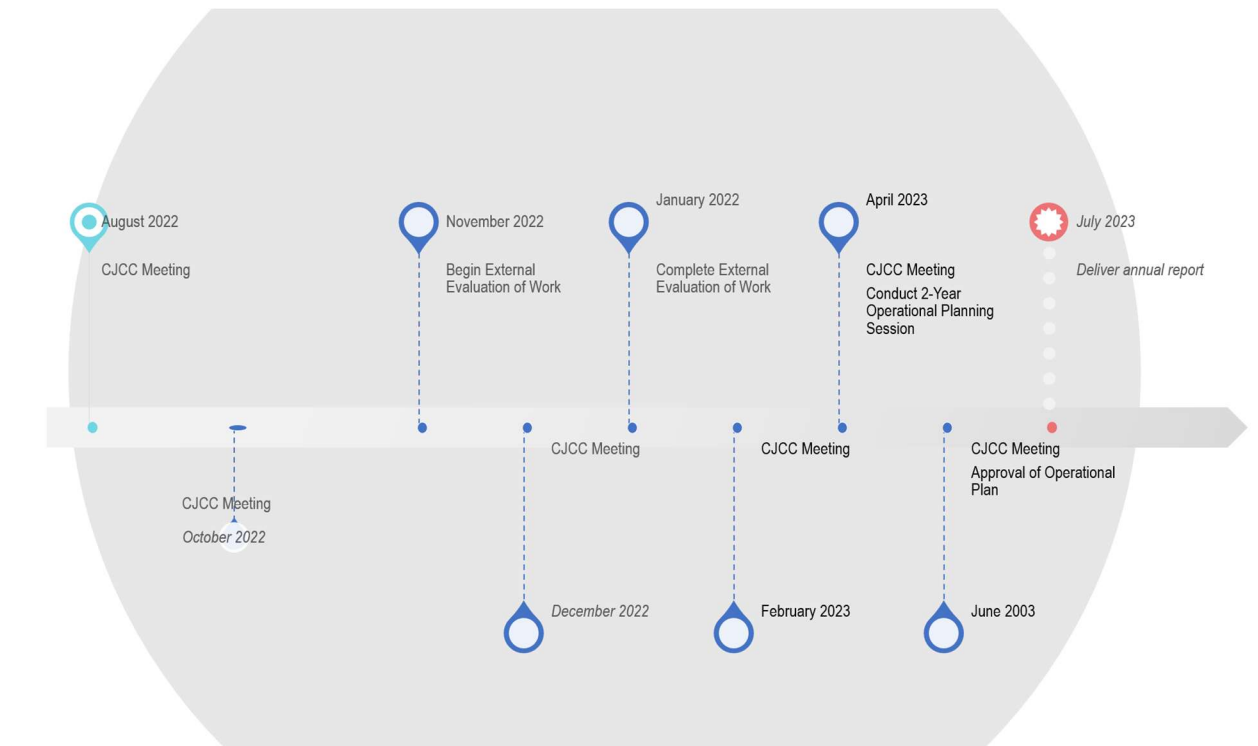 August 2022
CJCC Meeting
CJCC Meeting
October 2022
November 2022
Begin External
Evaluation of Work
CJCC Meeting
December 2022
January 2022
Complete External
Evaluation of Work
CJCC Meeting
February 2023
April 2023
CJCC Meeting
Conduct 2-Year
Operational Planning
Session
CJCC Meeting
Approval of Operational
Plan
June 2003
July 2023
Deliver annual report